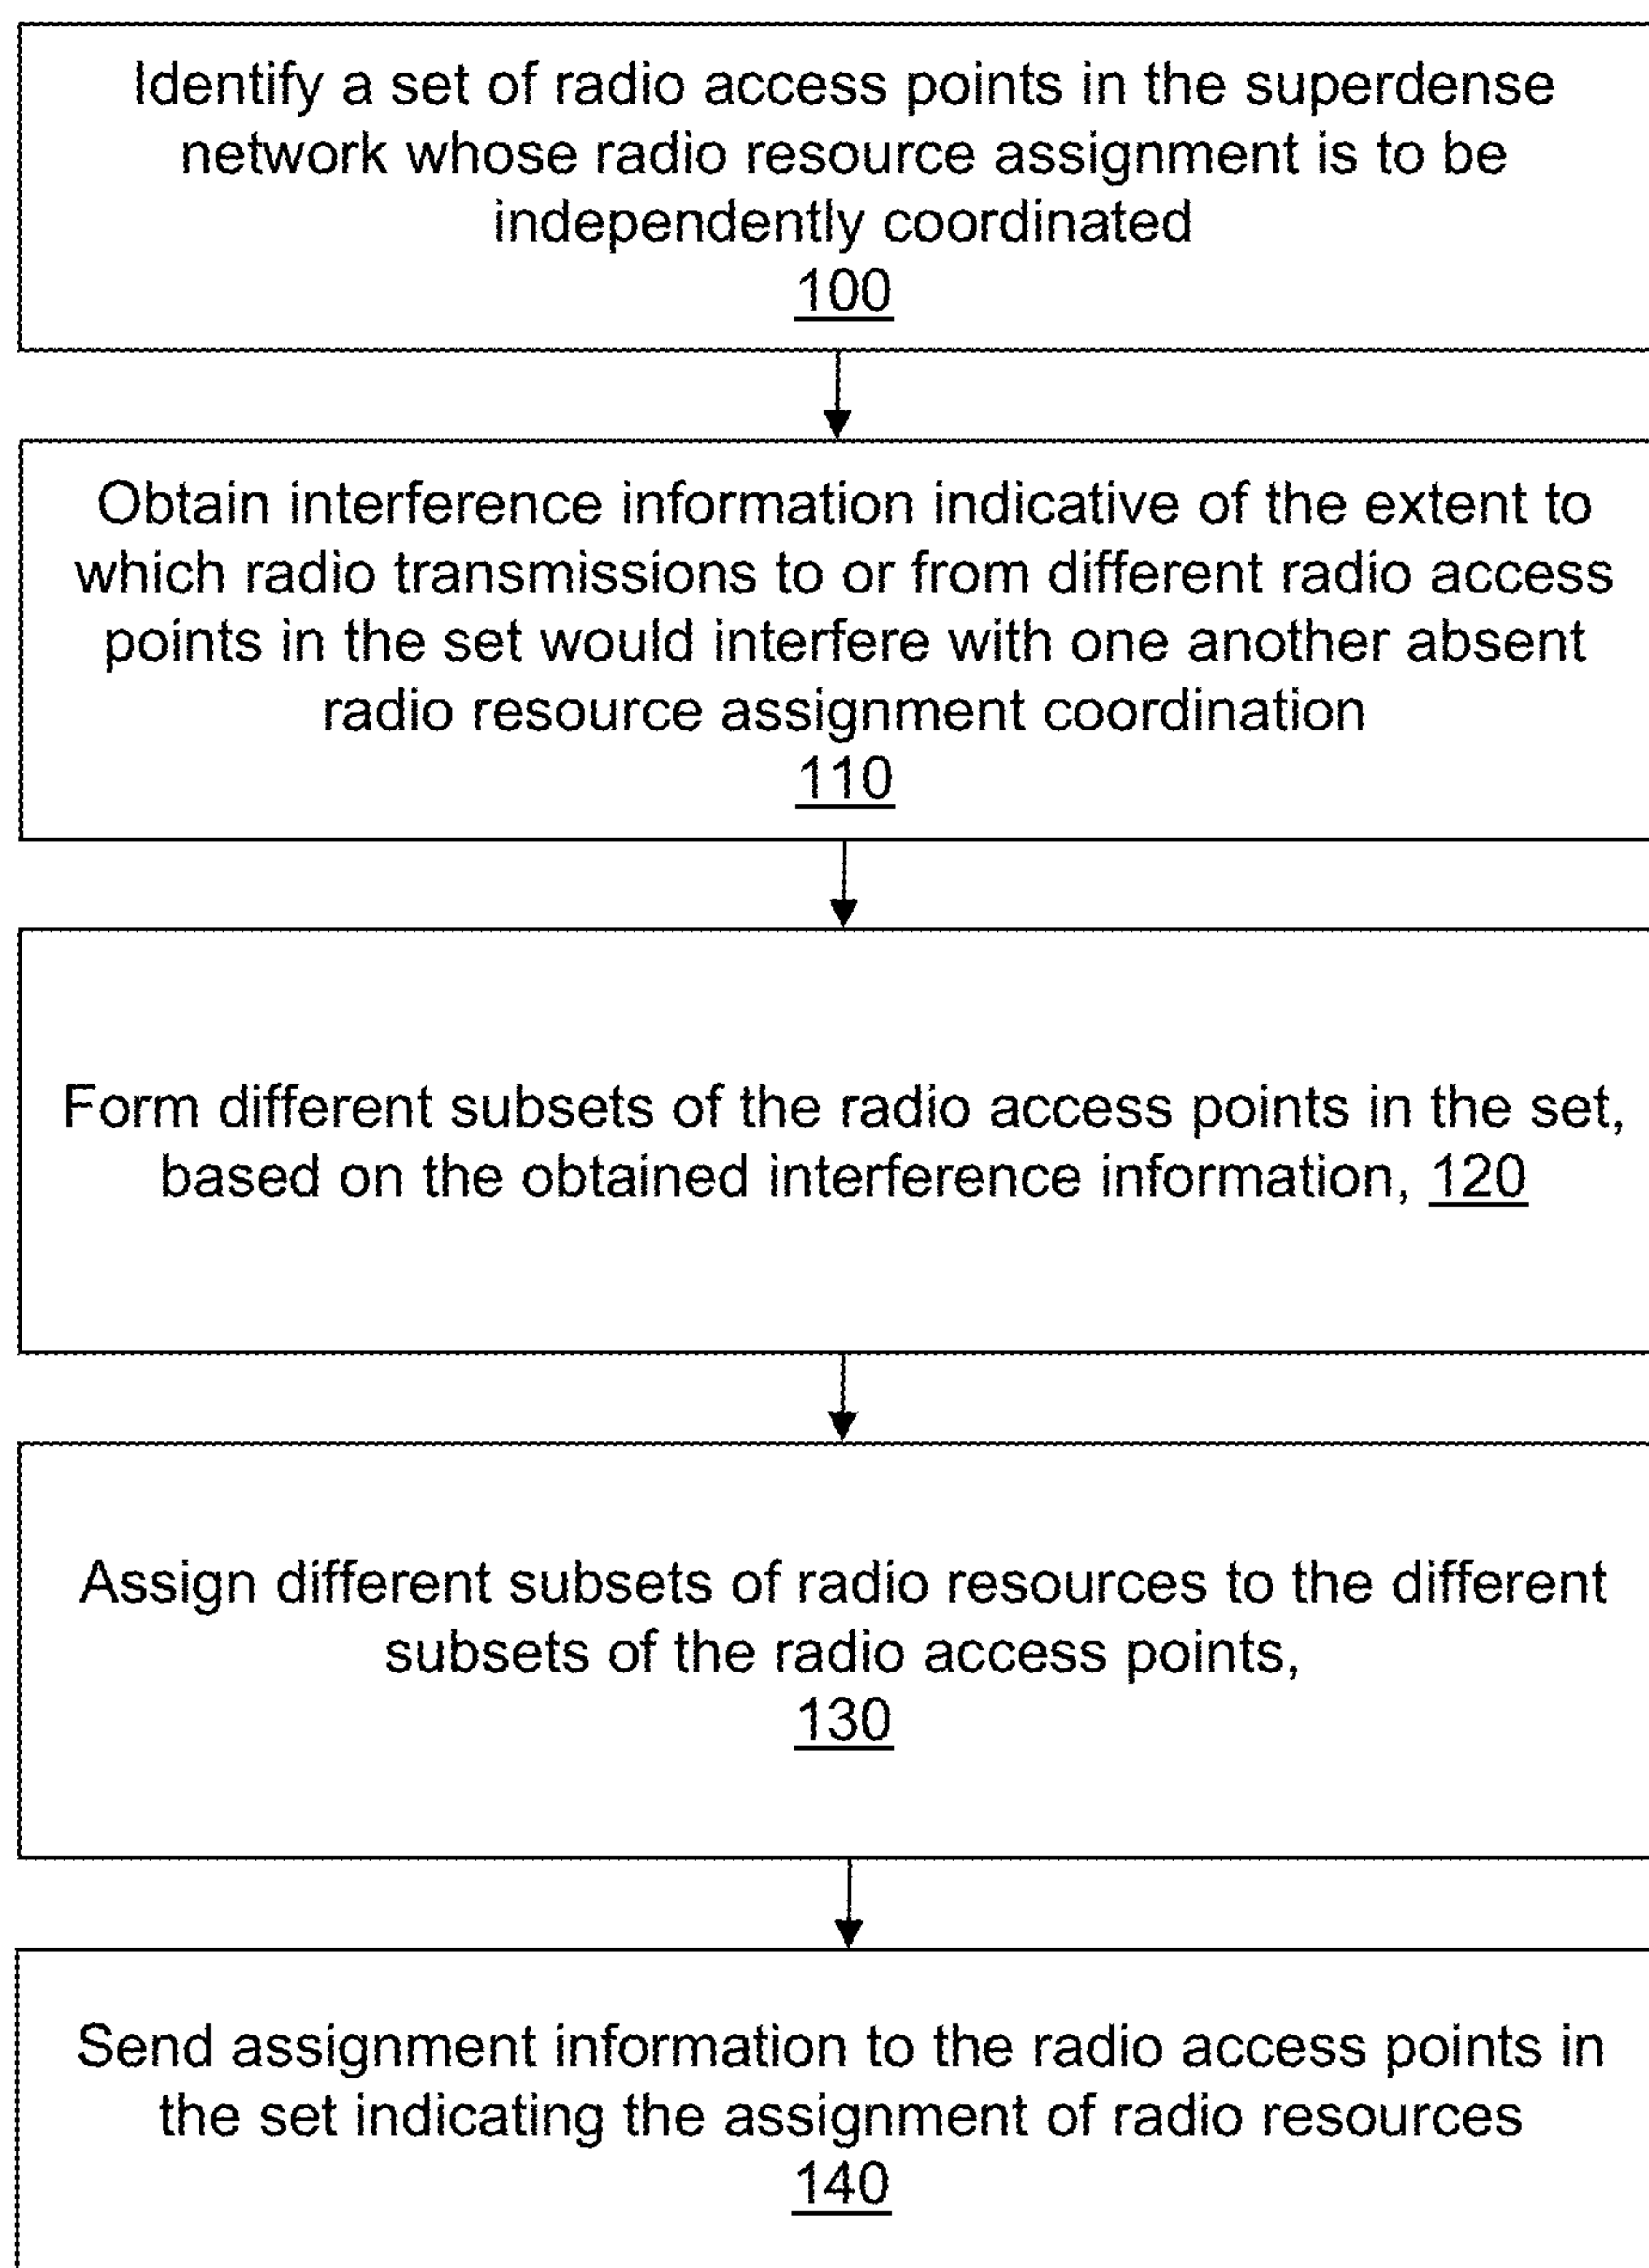 Identify a set of radio access points in the superdense
network whose radio resource assignment is to be
independently coordinated
100
Obtain interference information indicative of the extent to
which radio transmissions to or from different radio access
points in the set would interfere with one another absent
radio resource assignment coordination
110
Form different subsets of the radio access points in the set,
based on the obtained interference information, 120
Assign different subsets of radio resources to the different
subsets of the radio access points,
130
Send assignment information to the radio access points in
the set indicating the assignment of radio resources
140